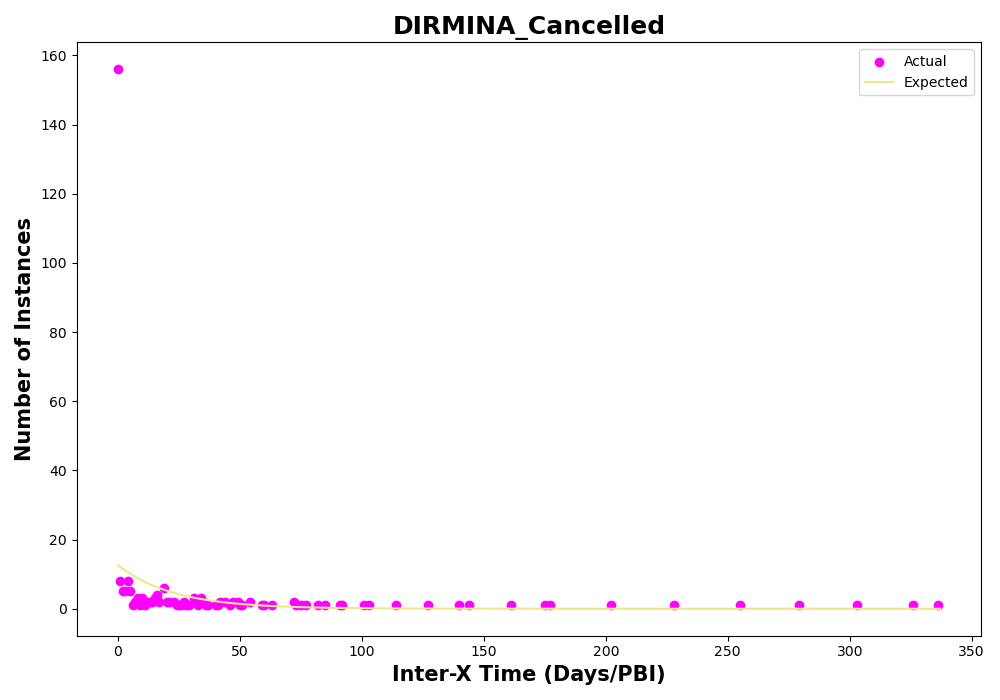 DIRMINA_Cancelled
Actual
Expected
160
140
120
100
80
60
40
20
0
Number of Instances
0 50 100 150 200 250 300 350
Inter-X Time (Days/PBI)